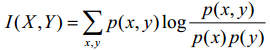 I(X,Y) = ∑_{x,y} p(x,y) log p(x,y) / p(x)p(y)